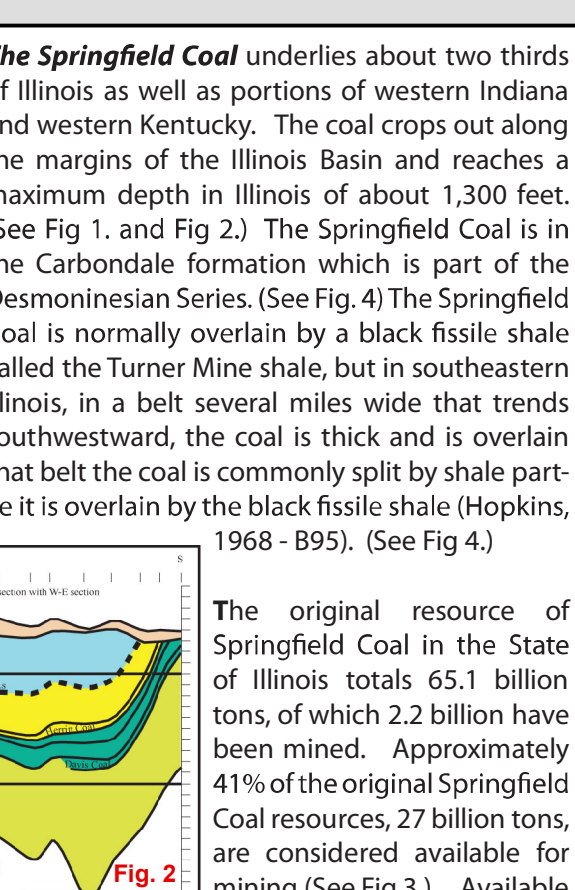 he Springfield Coal underlies about two thirds
f Illinois as well as portions of western Indiana
nd western Kentucky. The coal crops out along
he margins of the Illinois Basin and reaches a
naximum depth in Illinois of about 1,300 feet.
See Fig 1. and Fig 2.) The Springfield Coal is in
he Carbondale formation which is part of the
Desmoninesian Series. (See Fig. 4) The Springfield
oal is normally overlain by a black fissile shale
alled the Turner Mine shale, but in southeastern
linois, in a belt several miles wide that trends
outhwestward, the coal is thick and is overlain
hat belt the coal is commonly split by shale part-
e it is overlain by the black fissile shale (Hopkins,
1968 - B95). (See Fig 4.)
The original resource of
Springfield Coal in the State
of Illinois totals 65.1 billion
tons, of which 2.2 billion have
been mined. Approximately
41% of the original Springfield
Coal resources, 27 billion tons,
are considered available for
mining (See Fig 3.) Available
S
section with W-E section
s
Herrin Coal
Davis Coal
Fig. 2